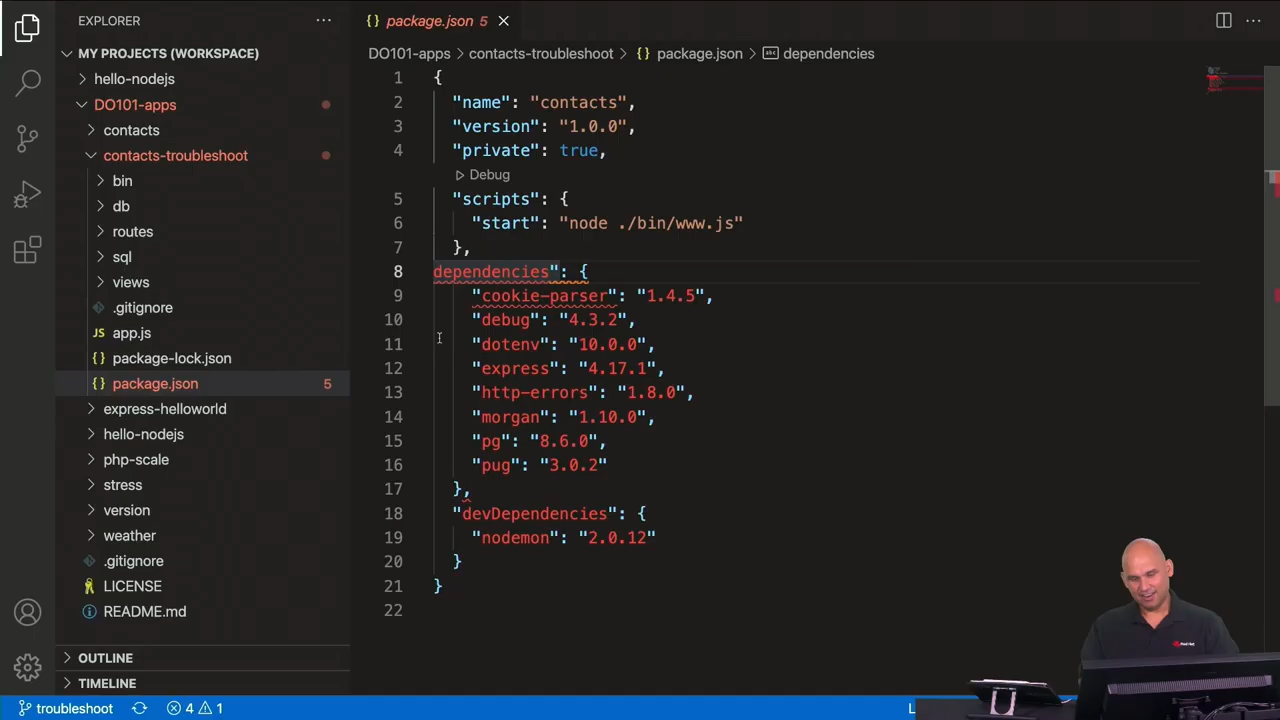 EXPLORER
MY PROJECTS (WORKSPACE)
hello-nodejs
DO101-apps
contacts
contacts-troubleshoot
bin
db
routes
sql
views
.gitignore
JS app.js
{} package-lock.json
{} package.json 5
express-helloworld
hello-nodejs
php-scale
stress
version
weather
.gitignore
LICENSE
README.md
OUTLINE
TIMELINE
{} package.json 5
DO101-apps > contacts-troubleshoot > {} package.json > abc dependencies
1 {
2 "name": "contacts",
3 "version": "1.0.0",
4 "private": true,
Debug
5 "scripts": {
6 "start": "node ./bin/www.js"
7 },
8 dependencies": {
9 "cookie-parser": "1.4.5",
10 "debug": "4.3.2",
11 "dotenv": "10.0.0",
12 "express": "4.17.1",
13 "http-errors": "1.8.0",
14 "morgan": "1.10.0",
15 "pg": "8.6.0",
16 "pug": "3.0.2"
17 },
18 "devDependencies": {
19 "nodemon": "2.0.12"
20 }
21 }
22
Red Hat
troubleshoot 4 1